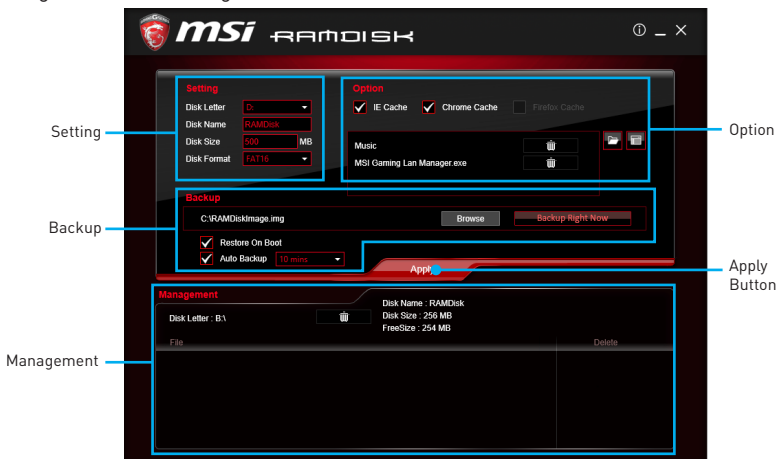 msi RAMDISK
Setting
Disk Letter D:
Disk Name RAMDisk
Disk Size 500 MB
Disk Format FAT16
Option
IE Cache Chrome Cache Firefox Cache
Music
MSI Gaming Lan Manager.exe
Setting
Option
Backup
C:\RAMDiskImage.img Browse Backup Right Now
Restore On Boot
Auto Backup 10 mins
Backup
Apply
Apply
Button
Management
Disk Letter : B:\
Disk Name : RAMDisk
Disk Size : 256 MB
FreeSize : 254 MB
File Delete
Management